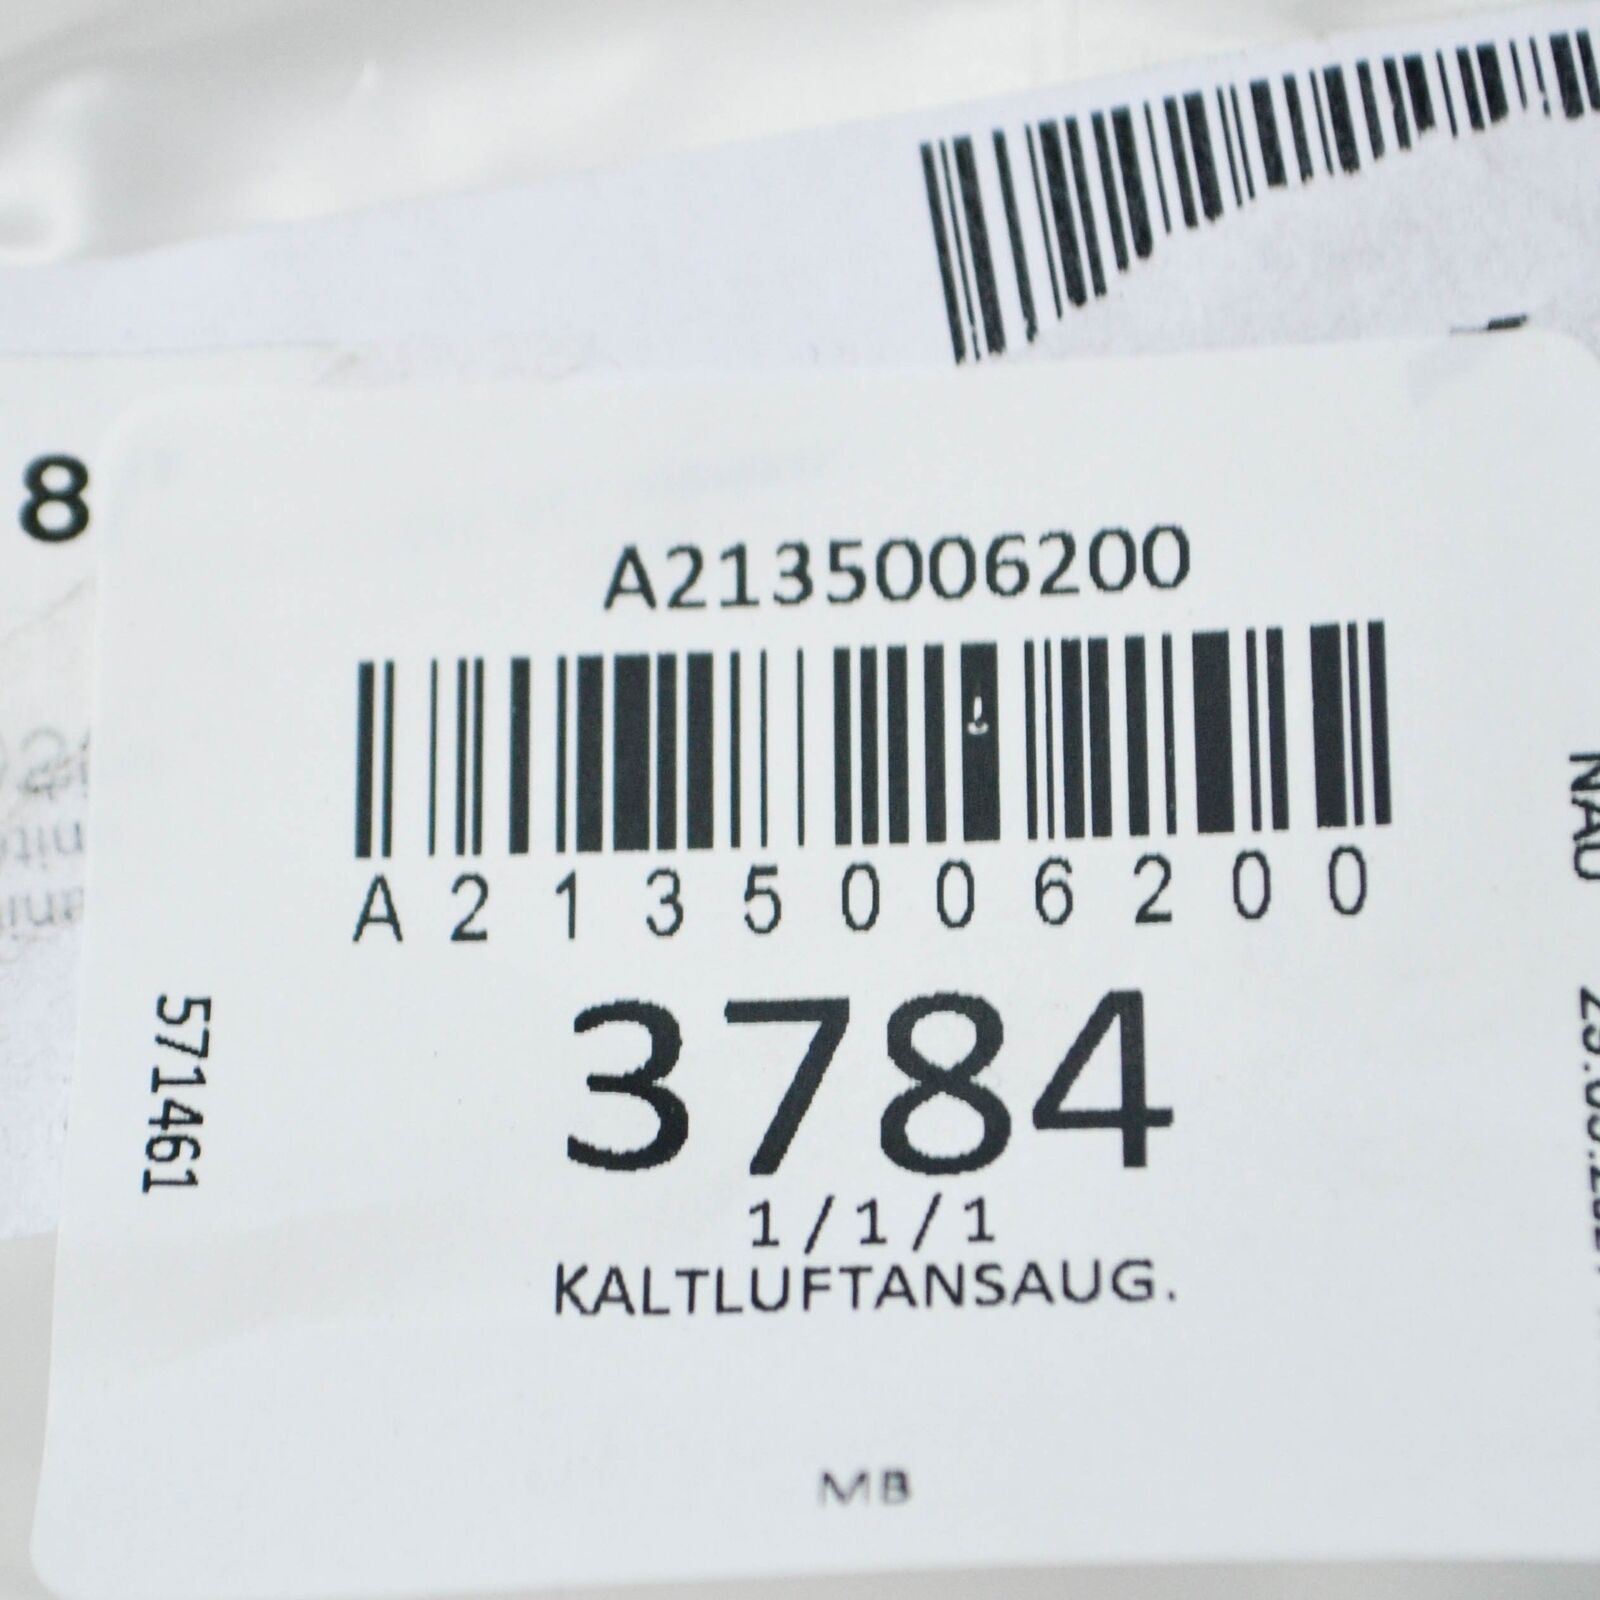 8
A2135006200
A2135006200
3784
1/1/1
KALTLUFTANSAUG.
MB
571461
NAU